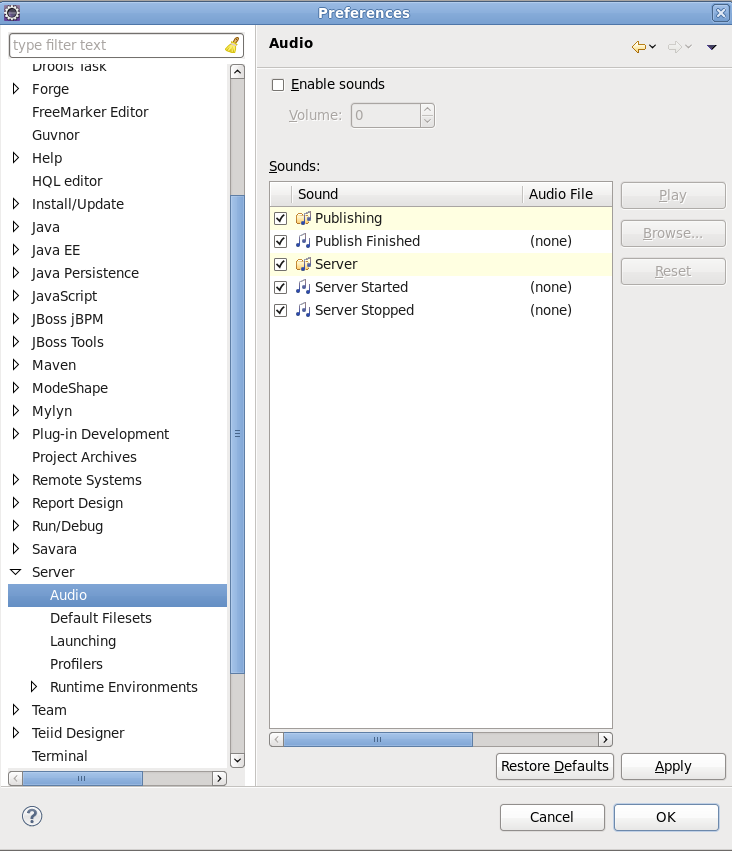 Preferences
type filter text
Drools Task
Forge
FreeMarker Editor
Guvnor
Help
HQL editor
Install/Update
Java
Java EE
Java Persistence
JavaScript
JBoss jBPM
JBoss Tools
Maven
ModeShape
Mylyn
Plug-in Development
Project Archives
Remote Systems
Report Design
Run/Debug
Savara
Server
Audio
Default Filesets
Launching
Profilers
Runtime Environments
Team
Teiid Designer
Terminal
Audio
Enable sounds
Volume: 0
Sounds:
Sound Audio File
Publishing
Publish Finished (none)
Server
Server Started (none)
Server Stopped (none)
Play
Browse...
Reset
Restore Defaults Apply
Cancel OK